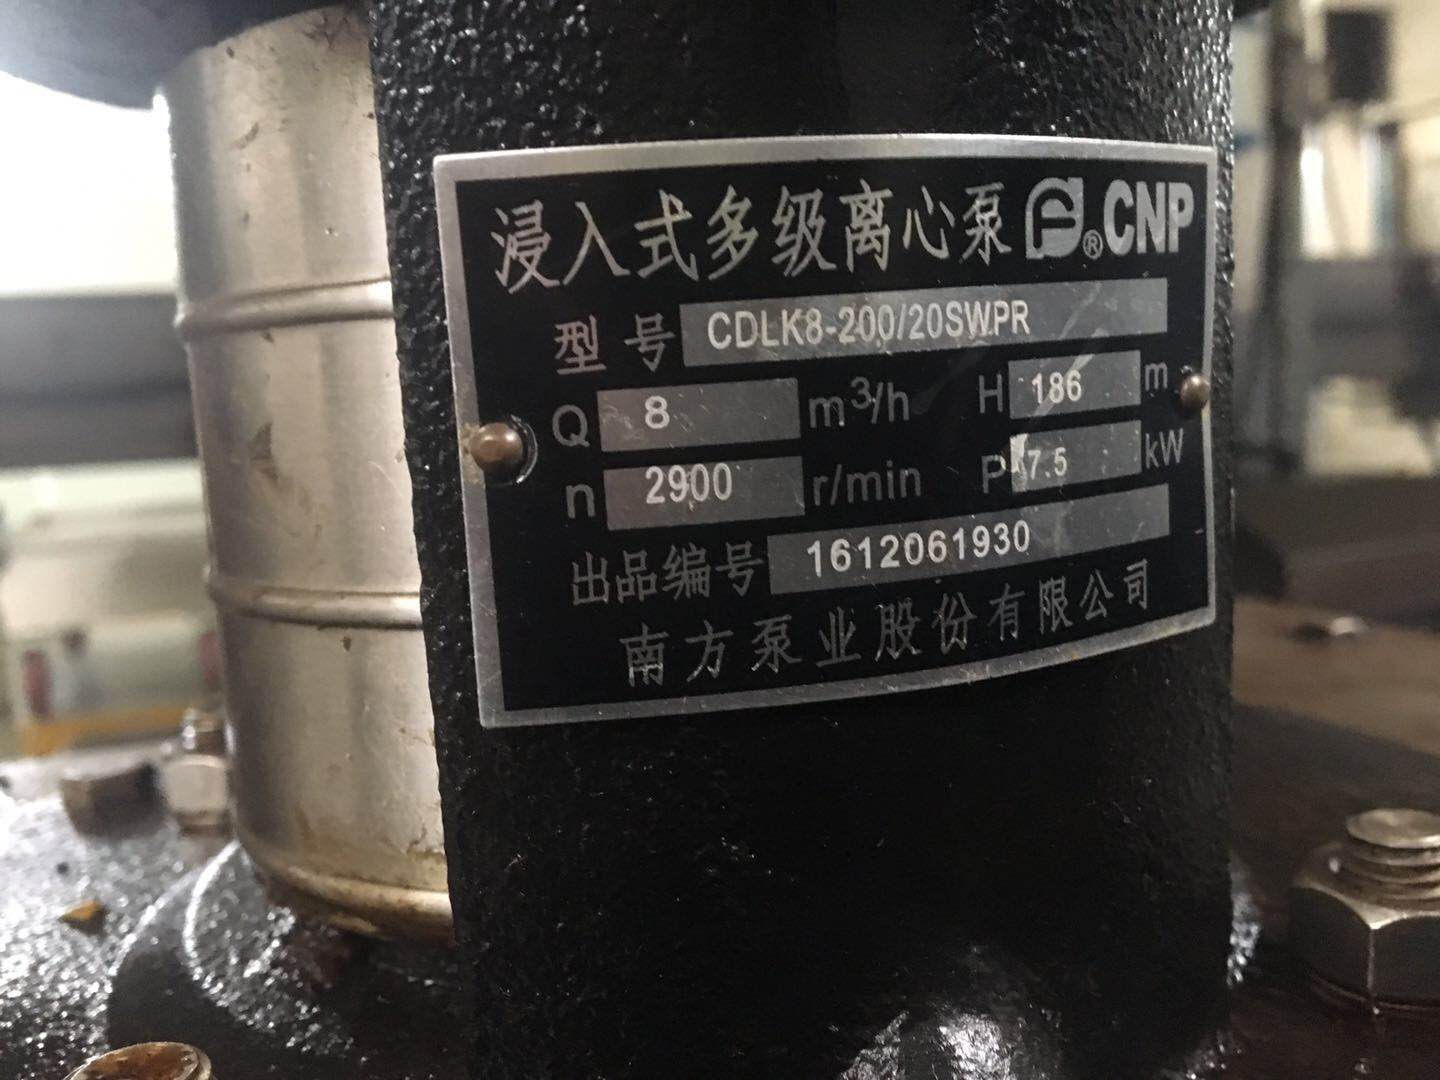 浸入式多级离心泵 ®CNP
型号 CDLK8-200/20SWPR
Q 8 m³/h H 186 m
n 2900 r/min P 7.5 kW
出品编号 1612061930
南方泵业股份有限公司